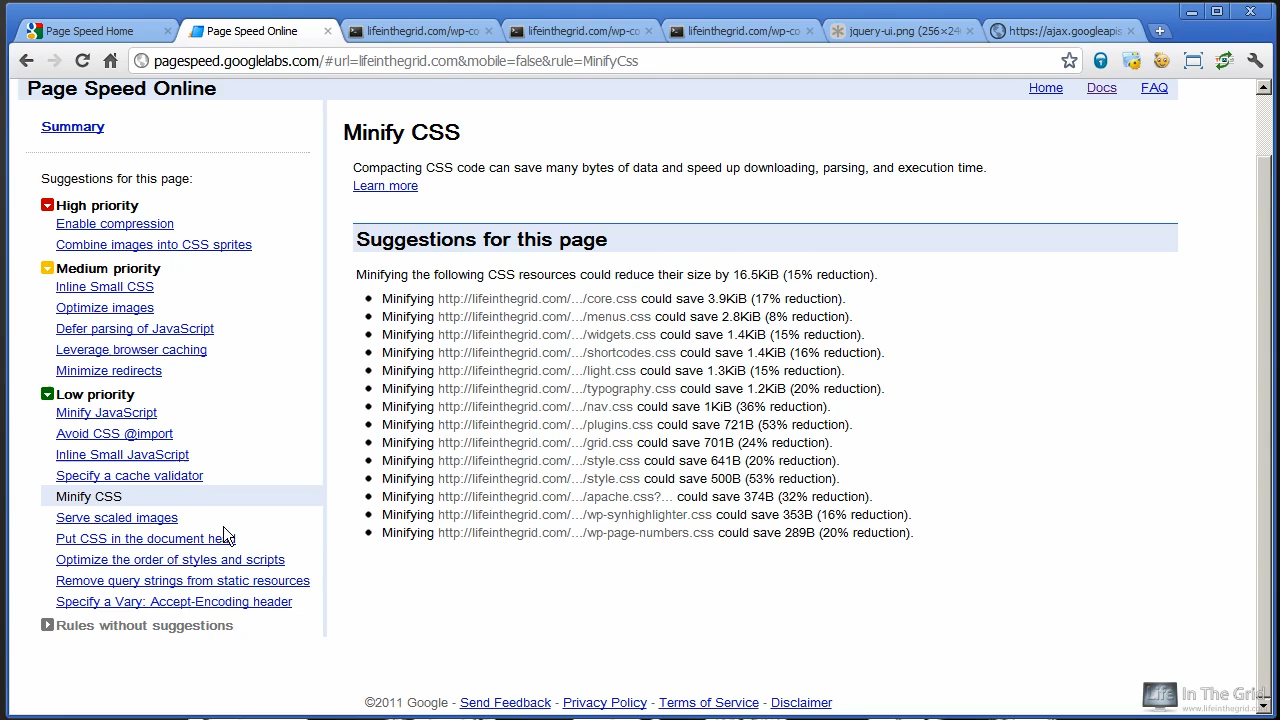 Page Speed Home
Page Speed Online
lifeinthegrid.com/wp-co
lifeinthegrid.com/wp-co
lifeinthegrid.com/wp-co
jquery-ui.png (256×24
https://ajax.googleapis
pagespeed.googlelabs.com/#url=lifeinthegrid.com&mobile=false&rule=MinifyCss
Page Speed Online
Home Docs FAQ
Summary
Suggestions for this page:
High priority
Enable compression
Combine images into CSS sprites
Medium priority
Inline Small CSS
Optimize images
Defer parsing of JavaScript
Leverage browser caching
Minimize redirects
Low priority
Minify JavaScript
Avoid CSS @import
Inline Small JavaScript
Specify a cache validator
Minify CSS
Serve scaled images
Put CSS in the document head
Optimize the order of styles and scripts
Remove query strings from static resources
Specify a Vary: Accept-Encoding header
Rules without suggestions
Minify CSS
Compacting CSS code can save many bytes of data and speed up downloading, parsing, and execution time.
Learn more
Suggestions for this page
Minifying the following CSS resources could reduce their size by 16.5KiB (15% reduction).
Minifying http://lifeinthegrid.com/.../core.css could save 3.9KiB (17% reduction).
Minifying http://lifeinthegrid.com/.../menus.css could save 2.8KiB (8% reduction).
Minifying http://lifeinthegrid.com/.../widgets.css could save 1.4KiB (15% reduction).
Minifying http://lifeinthegrid.com/.../shortcodes.css could save 1.4KiB (16% reduction).
Minifying http://lifeinthegrid.com/.../light.css could save 1.3KiB (15% reduction).
Minifying http://lifeinthegrid.com/.../typography.css could save 1.2KiB (20% reduction).
Minifying http://lifeinthegrid.com/.../nav.css could save 1KiB (36% reduction).
Minifying http://lifeinthegrid.com/.../plugins.css could save 721B (53% reduction).
Minifying http://lifeinthegrid.com/.../grid.css could save 701B (24% reduction).
Minifying http://lifeinthegrid.com/.../style.css could save 641B (20% reduction).
Minifying http://lifeinthegrid.com/.../style.css could save 500B (53% reduction).
Minifying http://lifeinthegrid.com/.../apache.css?... could save 374B (32% reduction).
Minifying http://lifeinthegrid.com/.../wp-synhighlighter.css could save 353B (16% reduction).
Minifying http://lifeinthegrid.com/.../wp-page-numbers.css could save 289B (20% reduction).
©2011 Google - Send Feedback - Privacy Policy - Terms of Service - Disclaimer
Life In The Grid
www.lifeinthegrid.com